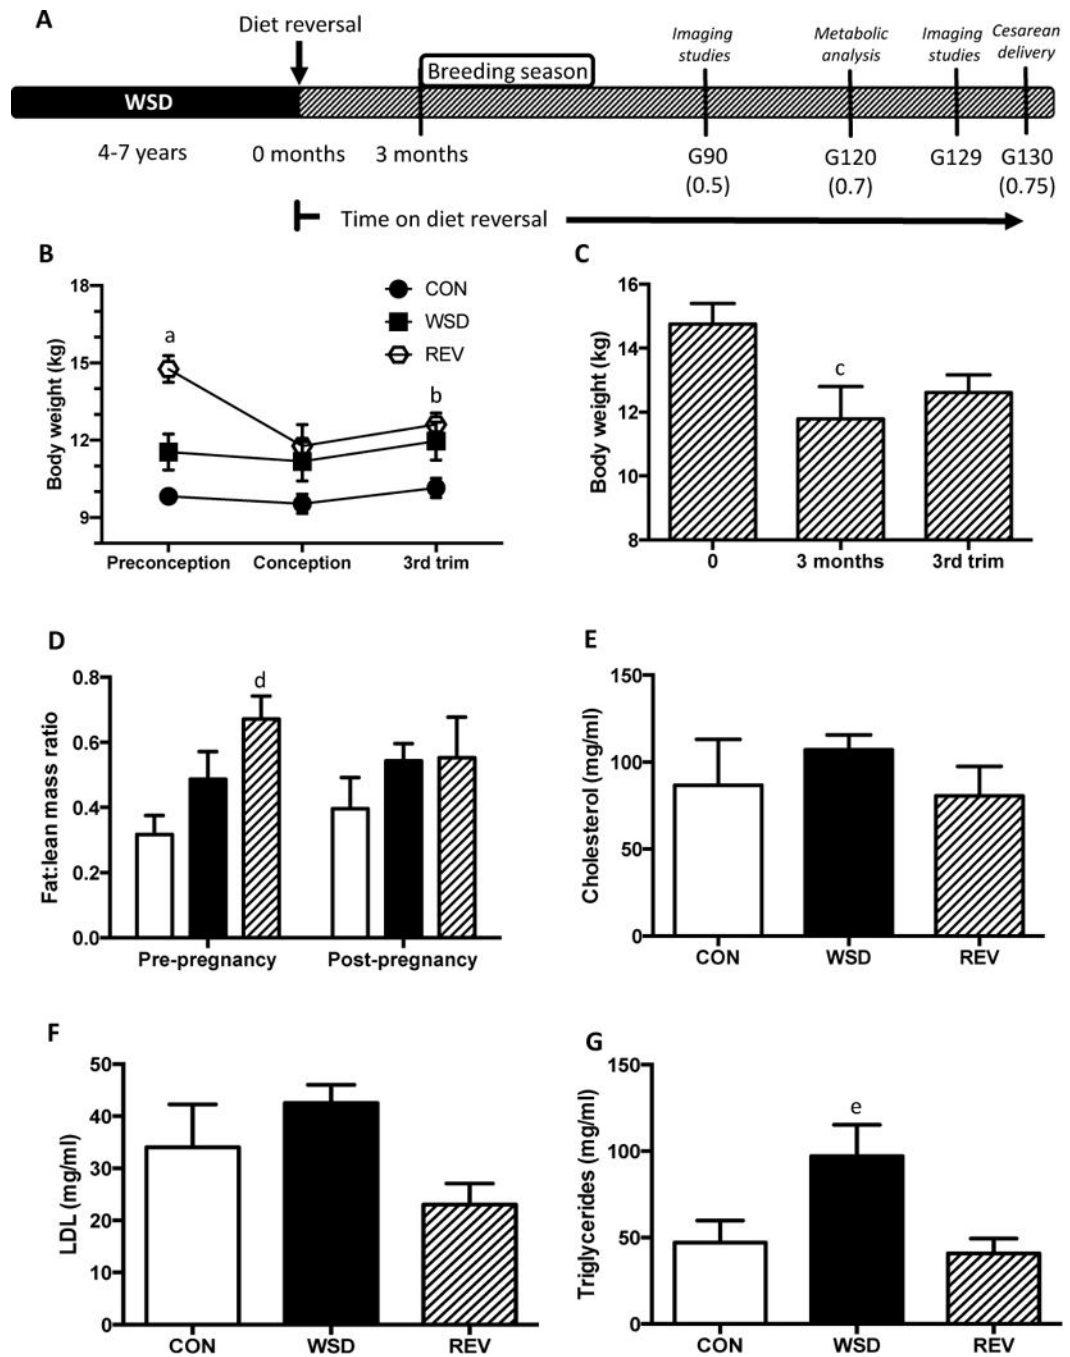 A
Diet reversal
Imaging
studies
Metabolic
analysis
Imaging
studies
Cesarean
delivery
Breeding season
WSD
4-7 years
0 months
3 months
G90
(0.5)
G120
(0.7)
G129
G130
(0.75)
Time on diet reversal
B
18
15
12
9
Body weight (kg)
CON
WSD
REV
a
b
Preconception
Conception
3rd trim
C
16
14
12
10
8
Body weight (kg)
c
0
3 months
3rd trim
D
0.8
0.6
0.4
0.2
0.0
Fat:lean mass ratio
d
Pre-pregnancy
Post-pregnancy
E
150
100
50
0
Cholesterol (mg/ml)
CON
WSD
REV
F
50
40
30
20
10
0
LDL (mg/ml)
CON
WSD
REV
G
150
100
50
0
Triglycerides (mg/ml)
e
CON
WSD
REV